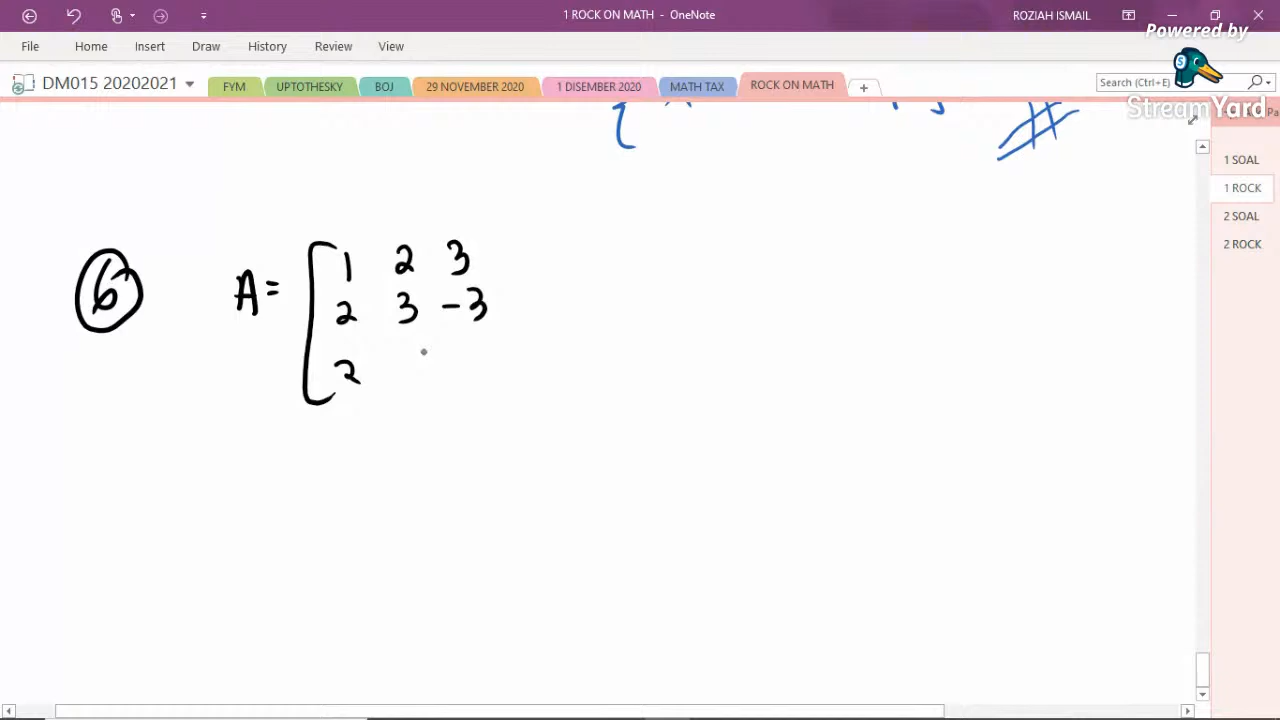 1 ROCK ON MATH - OneNote
ROZIAH ISMAIL
Powered by
StreamYard
File Home Insert Draw History Review View
DM015 20202021 FYM UPTOTHESKY BOJ 29 NOVEMBER 2020 1 DISEMBER 2020 MATH TAX ROCK ON MATH + Search (Ctrl+E)
Pa
1 SOAL
1 ROCK
2 SOAL
2 ROCK
6 A = [ 1 2 3
2 3 -3
2